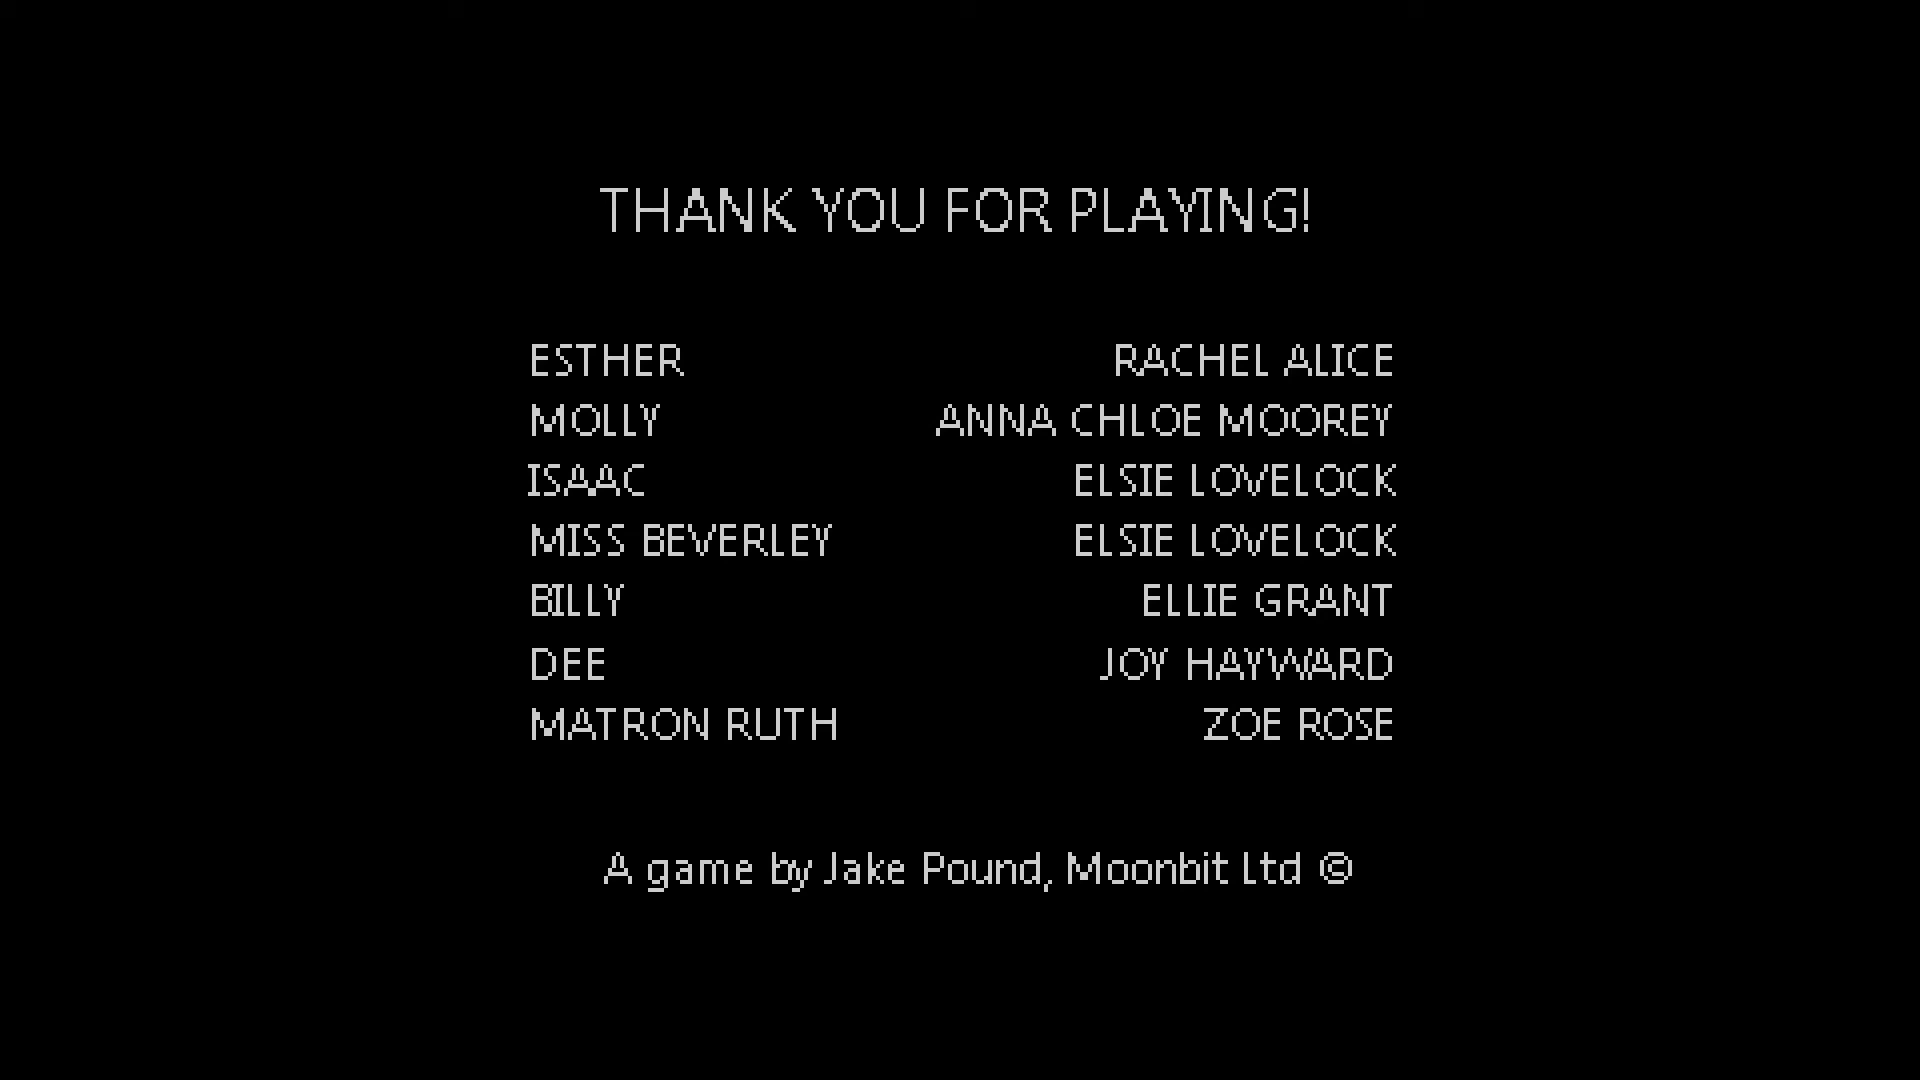 THANK YOU FOR PLAYING!
ESTHER RACHEL ALICE
MOLLY ANNA CHLOE MOOREY
ISAAC ELSIE LOVELOCK
MISS BEVERLEY ELSIE LOVELOCK
BILLY ELLIE GRANT
DEE JOY HAYWARD
MATRON RUTH ZOE ROSE
A game by Jake Pound, Moonbit Ltd ©